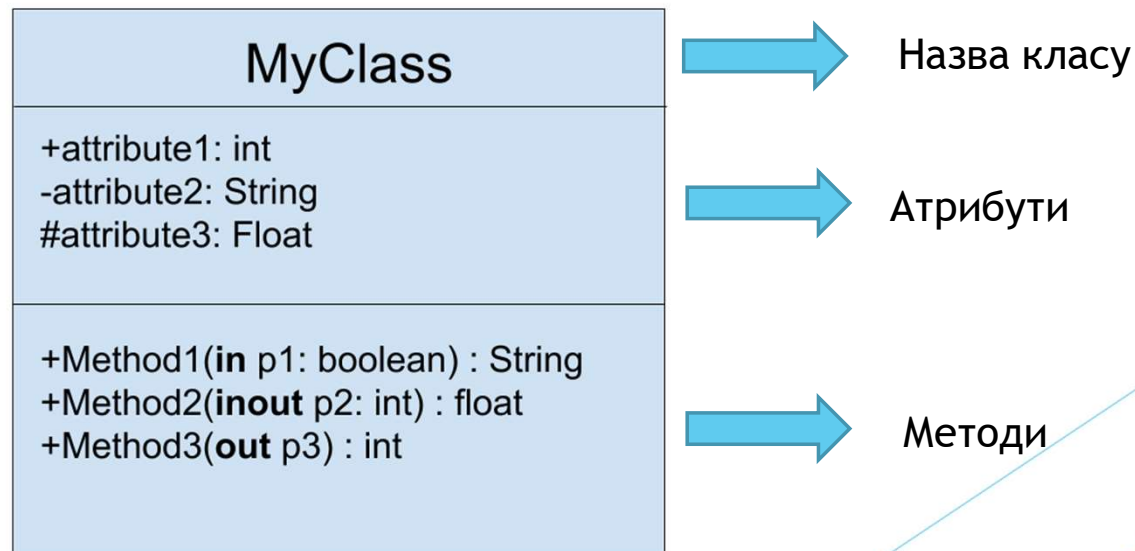 MyClass
Назва класу
+attribute1: int
-attribute2: String
#attribute3: Float
Атрибути
+Method1(in p1: boolean) : String
+Method2(inout p2: int) : float
+Method3(out p3) : int
Методи